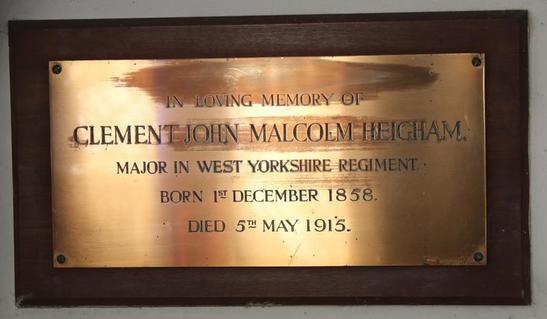 IN LOVING MEMORY OF
CLEMENT JOHN MALCOLM HEIGHAM.
MAJOR IN WEST YORKSHIRE REGIMENT.
BORN 1ST DECEMBER 1858.
DIED 5TH MAY 1915.